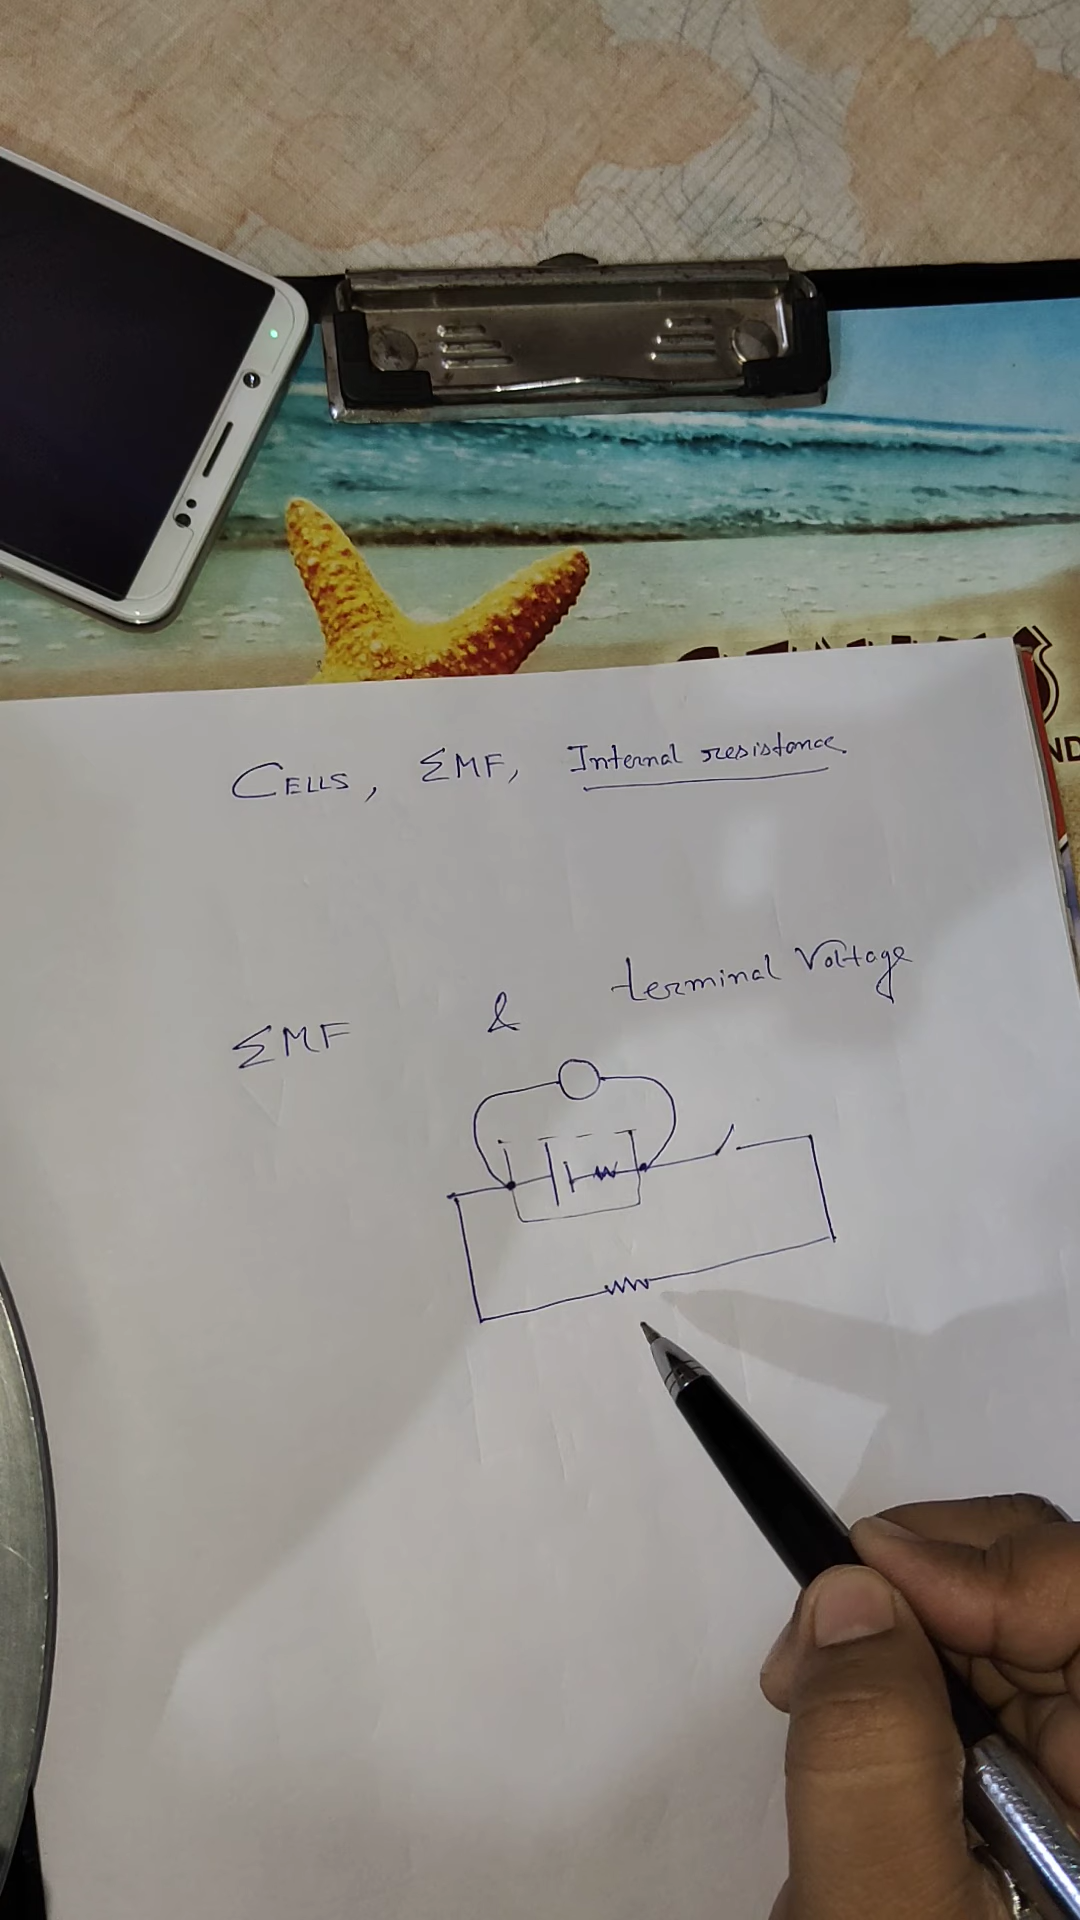 CELLS, EMF, Internal resistance
EMF & terminal Voltage